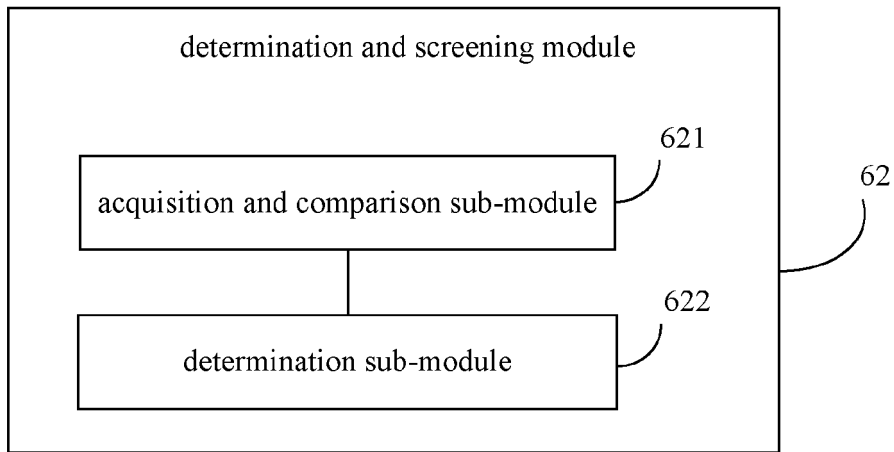 determination and screening module
621
acquisition and comparison sub-module
62
622
determination sub-module